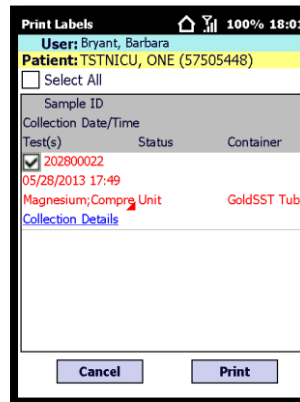 Print Labels 100% 18:01
User: Bryant, Barbara
Patient: TSTNICU, ONE (57505448)
Select All
Sample ID
Collection Date/Time
Test(s) Status Container
202800022
05/28/2013 17:49
Magnesium;Compre Unit GoldSST Tub
Collection Details
Cancel Print